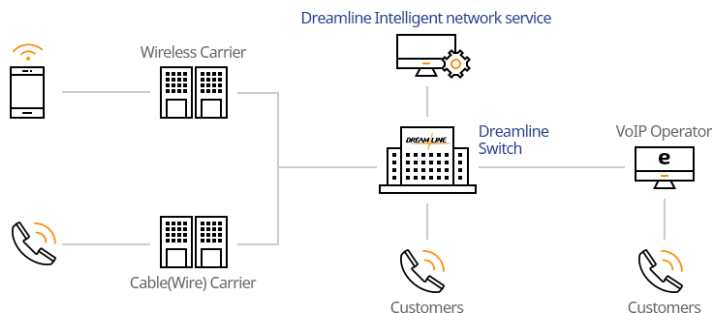 Dreamline Intelligent network service
Wireless Carrier
DREAMLINE
Dreamline
Switch
VoIP Operator
e
Cable(Wire) Carrier
Customers
Customers